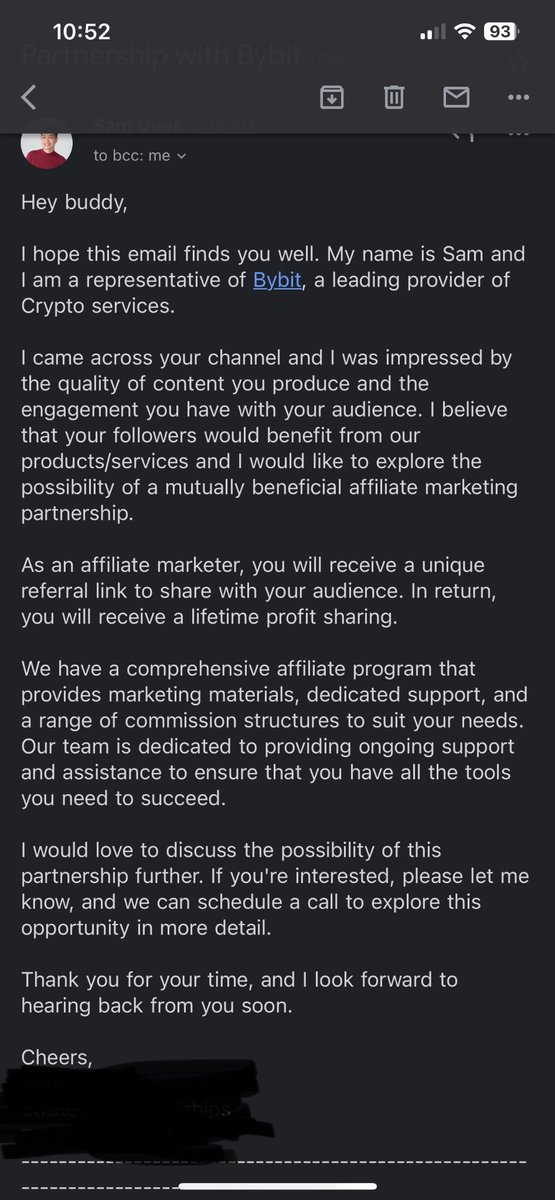 10:52
93
Partnership with Bybit
Sam Quek
to bcc: me
Hey buddy,
I hope this email finds you well. My name is Sam and
I am a representative of Bybit, a leading provider of
Crypto services.
I came across your channel and I was impressed by
the quality of content you produce and the
engagement you have with your audience. I believe
that your followers would benefit from our
products/services and I would like to explore the
possibility of a mutually beneficial affiliate marketing
partnership.
As an affiliate marketer, you will receive a unique
referral link to share with your audience. In return,
you will receive a lifetime profit sharing.
We have a comprehensive affiliate program that
provides marketing materials, dedicated support, and
a range of commission structures to suit your needs.
Our team is dedicated to providing ongoing support
and assistance to ensure that you have all the tools
you need to succeed.
I would love to discuss the possibility of this
partnership further. If you're interested, please let me
know, and we can schedule a call to explore this
opportunity in more detail.
Thank you for your time, and I look forward to
hearing back from you soon.
Cheers,